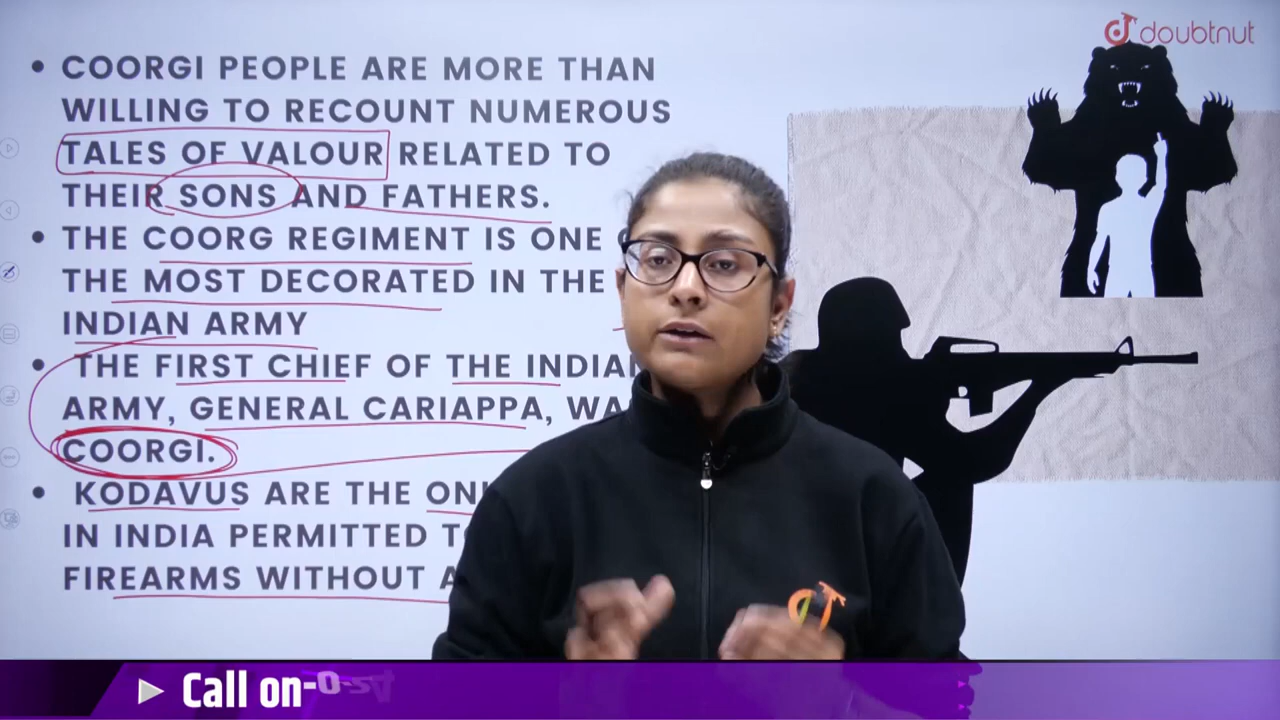 doubtnut
• COORGI PEOPLE ARE MORE THAN
WILLING TO RECOUNT NUMEROUS
TALES OF VALOUR RELATED TO
THEIR SONS AND FATHERS.
• THE COORG REGIMENT IS ONE
THE MOST DECORATED IN THE
INDIAN ARMY
• THE FIRST CHIEF OF THE INDIA
ARMY, GENERAL CARIAPPA, WA
COORGI.
• KODAVUS ARE THE ON
IN INDIA PERMITTED T
FIREARMS WITHOUT A
Call on-0-